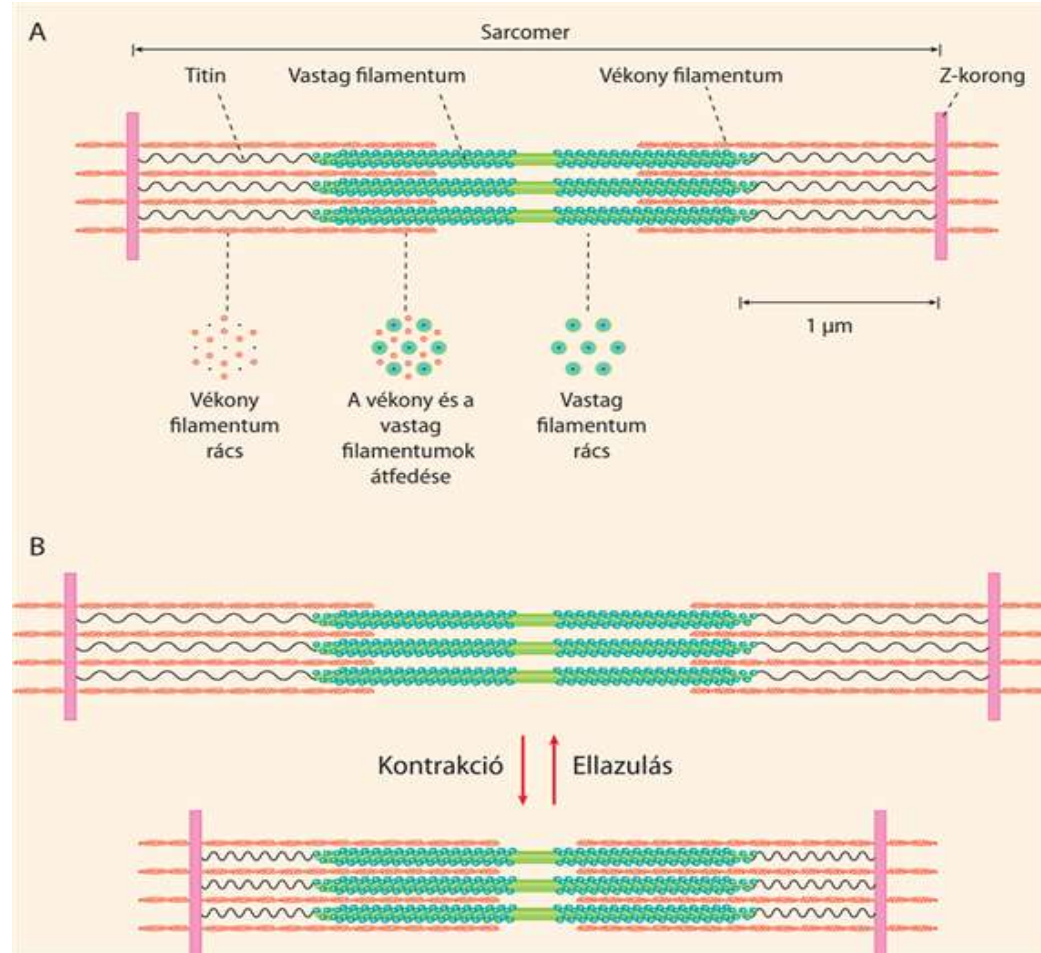 A
Sarcomer
Titin
Vastag filamentum
Vékony filamentum
Z-korong
1 µm
Vékony
filamentum
rács
A vékony és a
vastag
filamentumok
átfedése
Vastag
filamentum
rács
B
Kontrakció
Ellazulás